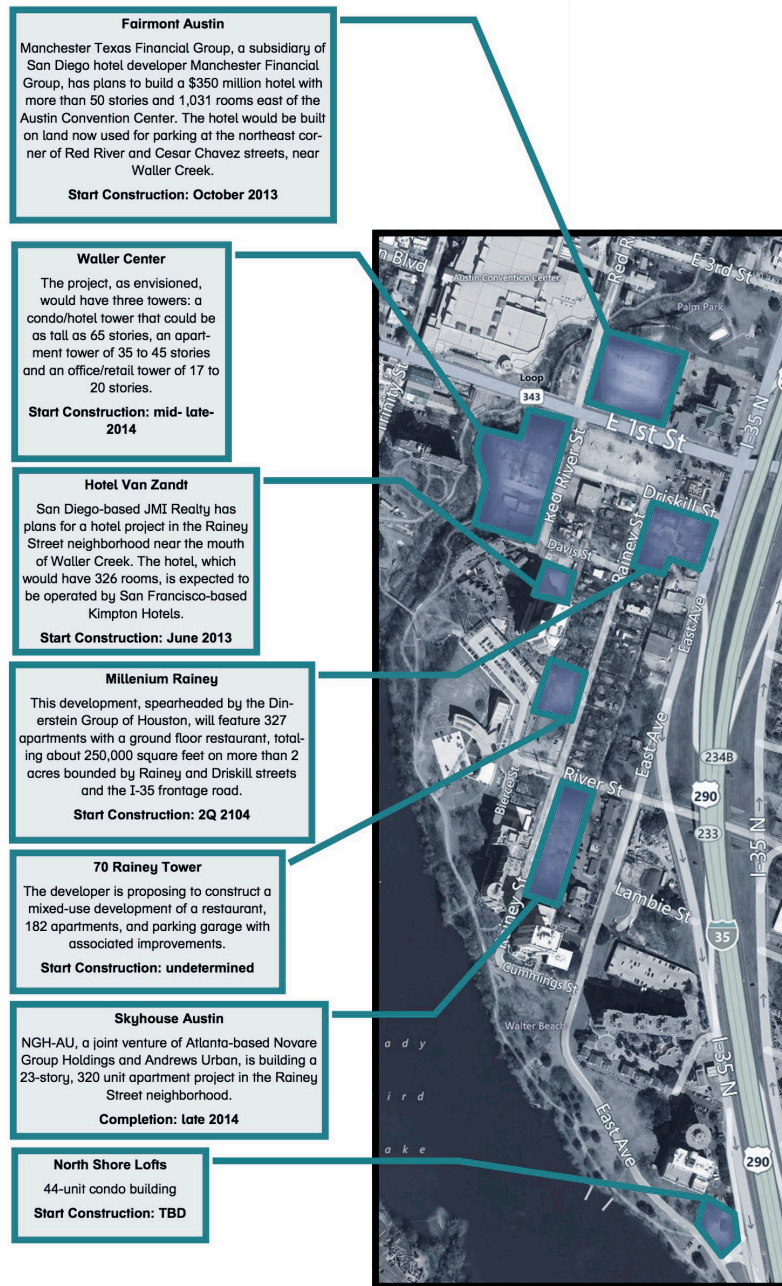 Fairmont Austin
Manchester Texas Financial Group, a subsidiary of
San Diego hotel developer Manchester Financial
Group, has plans to build a $350 million hotel with
more than 50 stories and 1,031 rooms east of the
Austin Convention Center. The hotel would be built
on land now used for parking at the northeast cor-
ner of Red River and Cesar Chavez streets, near
Waller Creek.
Start Construction: October 2013
Waller Center
The project, as envisioned,
would have three towers: a
condo/hotel tower that could be
as tall as 65 stories, an apart-
ment tower of 35 to 45 stories
and an office/retail tower of 17 to
20 stories.
Start Construction: mid- late-
2014
Hotel Van Zandt
San Diego-based JMI Realty has
plans for a hotel project in the Rainey
Street neighborhood near the mouth
of Waller Creek. The hotel, which
would have 326 rooms, is expected to
be operated by San Francisco-based
Kimpton Hotels.
Start Construction: June 2013
Millenium Rainey
This development, spearheaded by the Din-
erstein Group of Houston, will feature 327
apartments with a ground floor restaurant, total-
ing about 250,000 square feet on more than 2
acres bounded by Rainey and Driskill streets
and the I-35 frontage road.
Start Construction: 2Q 2104
70 Rainey Tower
The developer is proposing to construct a
mixed-use development of a restaurant,
182 apartments, and parking garage with
associated improvements.
Start Construction: undetermined
Skyhouse Austin
NGH-AU, a joint venture of Atlanta-based Novare
Group Holdings and Andrews Urban, is building a
23-story, 320 unit apartment project in the Rainey
Street neighborhood.
Completion: late 2014
North Shore Lofts
44-unit condo building
Start Construction: TBD
n Blvd
Austin Convention Center
Red Ri
E 3rd St
Palm Park
Trinity St
Loop
343
E 1st St
I-35 N
Red River St
Driskill St
Davis St
Rainey St
East Ave
East Ave
234B
290
River St
233
Bierce St
I-35 N
Rainey St
Lambie St
35
Cummings St
Walter Beach
ady
ird
ake
I-35 N
East Ave
290